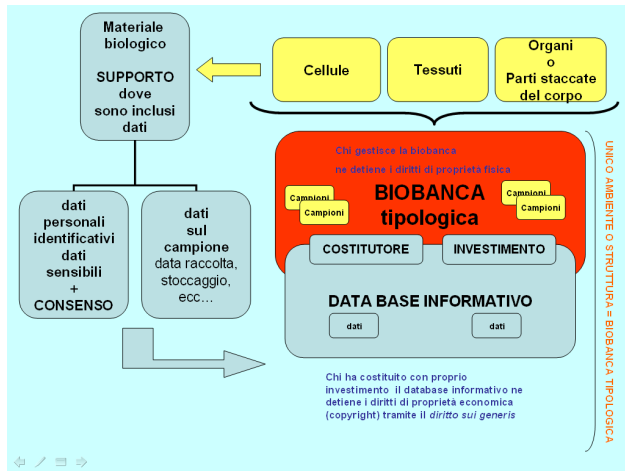 Materiale
biologico
SUPPORTO
dove
sono inclusi
dati
Cellule
Tessuti
Organi
o
Parti staccate
del corpo
dati
personali
identificativi
dati
sensibili
+
CONSENSO
dati
sul
campione
data raccolta,
stoccaggio,
ecc...
Chi gestisce la biobanca
ne detiene i diritti di proprietà fisica
BIOBANCA
tipologica
Campioni
Campioni
Campioni
Campioni
COSTITUTORE
INVESTIMENTO
DATA BASE INFORMATIVO
dati
dati
Chi ha costituito con proprio
investimento il database informativo ne
detiene i diritti di proprietà economica
(copyright) tramite il diritto sui generis
UNICO AMBIENTE O STRUTTURA = BIOBANCA TIPOLOGICA